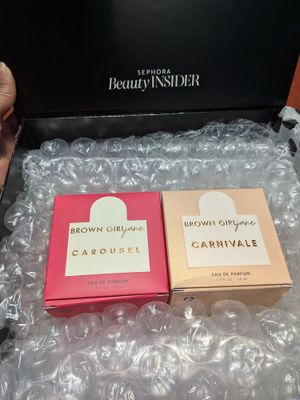 SEPHORA
Beauty INSIDER
BROWN GIRL jane
CAROUSEL
EAU DE PARFUM
BROWN GIRL jane
CARNIVALE
EAU DE PARFUM